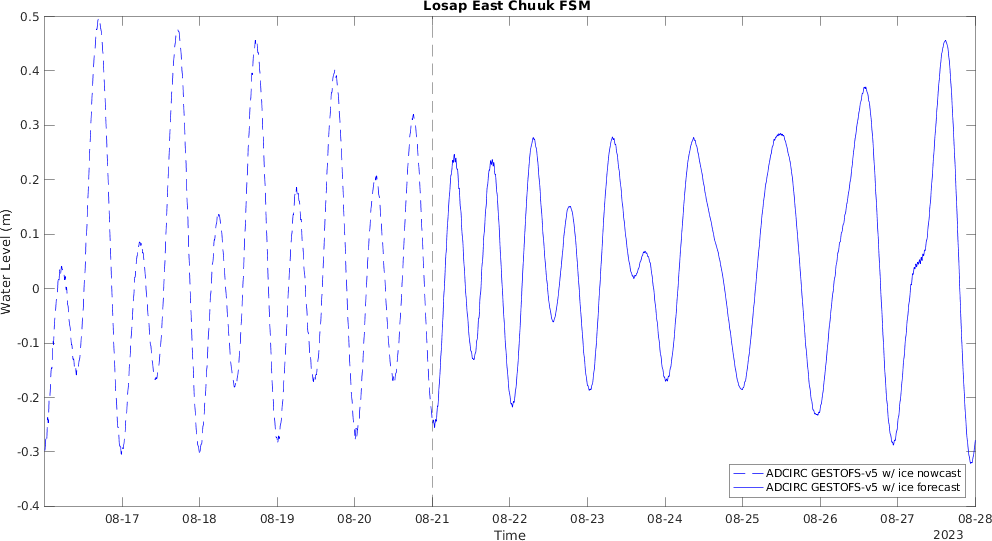 Losap East Chuuk FSM
0.5
0.4
0.3
0.2
0.1
0
-0.1
-0.2
-0.3
-0.4
Water Level (m)
ADCIRC GESTOFS-v5 w/ ice nowcast
ADCIRC GESTOFS-v5 w/ ice forecast
08-17 08-18 08-19 08-20 08-21 08-22 08-23 08-24 08-25 08-26 08-27 08-28
Time
2023